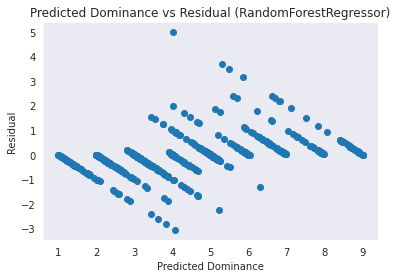 Predicted Dominance vs Residual (RandomForestRegressor)
5
4
3
2
1
0
−1
−2
−3
Residual
1 2 3 4 5 6 7 8 9
Predicted Dominance